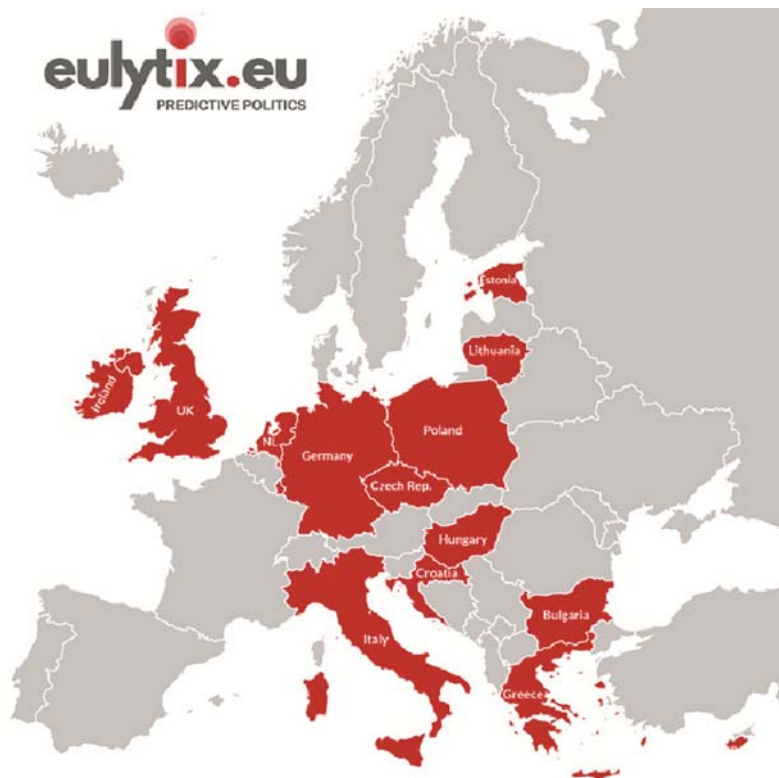 eulytix.eu
PREDICTIVE POLITICS
Estonia
Lithuania
Ireland
UK
NL
Germany
Poland
Czech Rep.
Hungary
Croatia
Italy
Bulgaria
Greece